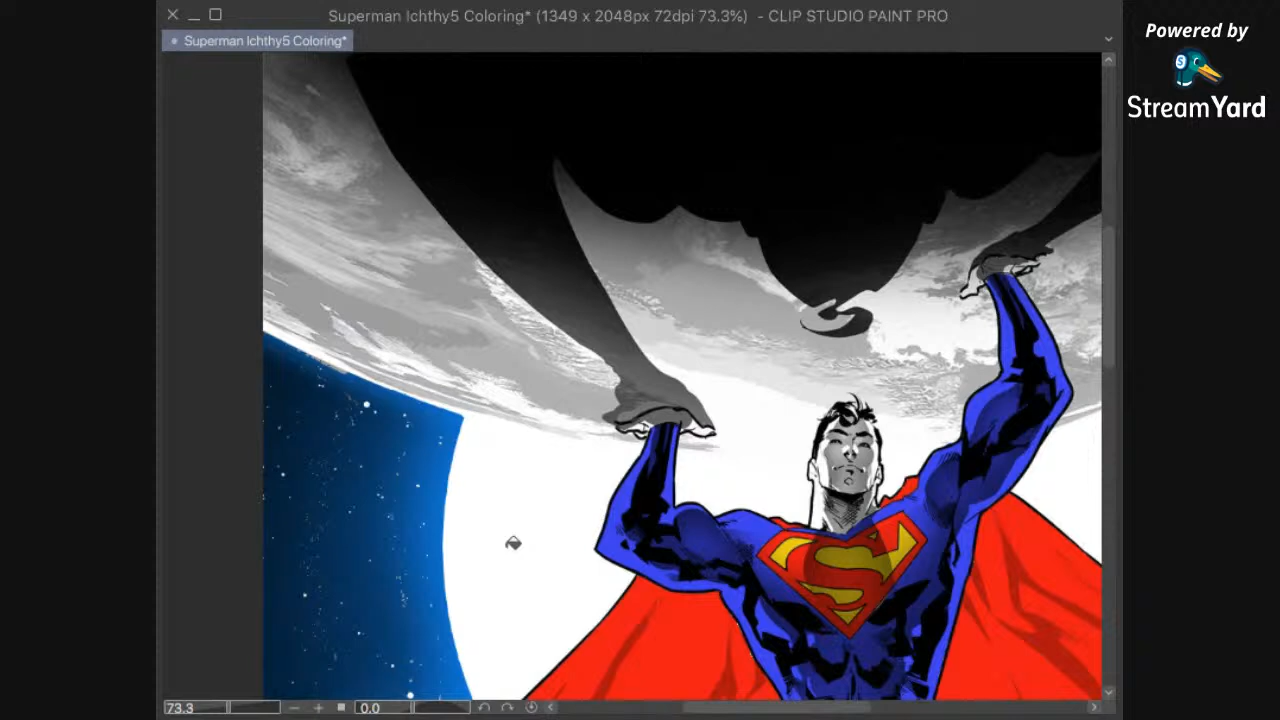 Superman Ichthy5 Coloring* (1349 x 2048px 72dpi 73.3%) - CLIP STUDIO PAINT PRO
Superman Ichthy5 Coloring*
Powered by
S
StreamYard
S
73.3
0.0